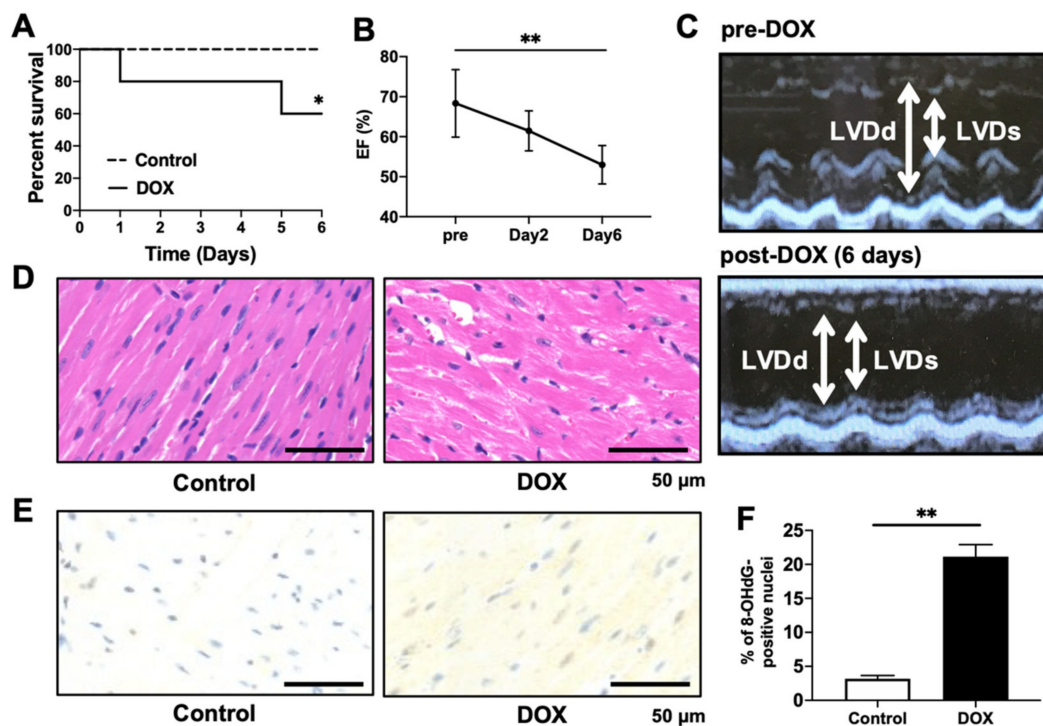 A
Percent survival
100
80
60
40
20
0
Control
DOX
*
0 1 2 3 4 5 6
Time (Days)
B
**
EF (%)
80
70
60
50
40
pre Day2 Day6
C
pre-DOX
LVDd LVDs
post-DOX (6 days)
LVDd LVDs
D
Control DOX 50 μm
E
Control DOX 50 μm
F
**
% of 8-OHdG-
positive nuclei
25
20
15
10
5
0
Control DOX